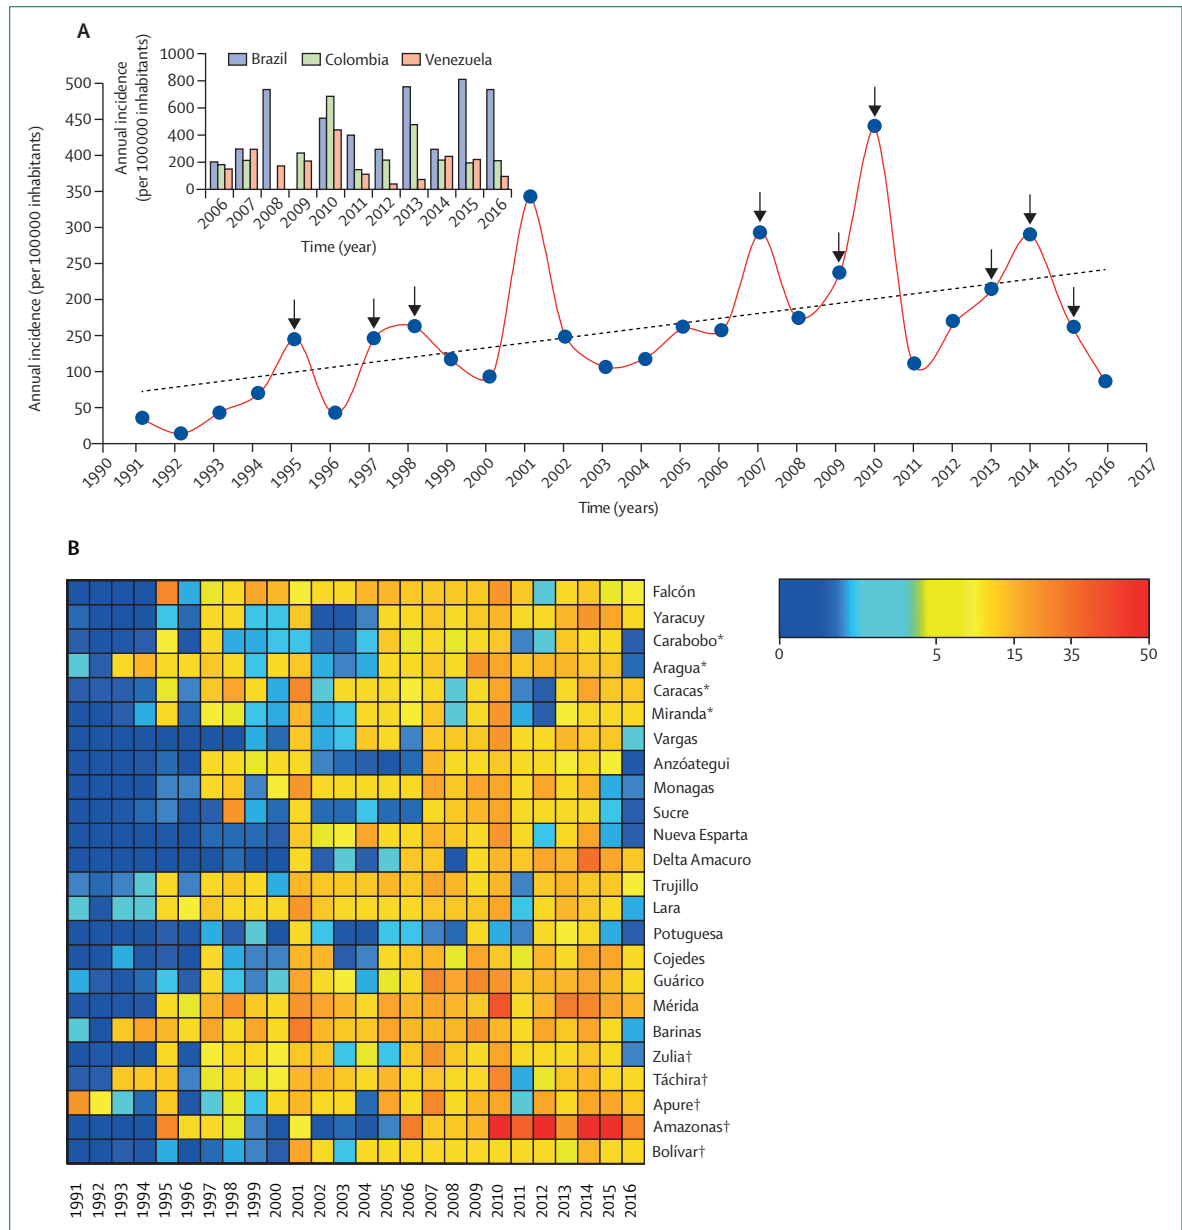 A
Annual incidence
(per 100 000 inhabitants)
1000
800
600
400
200
0
Brazil
Colombia
Venezuela
2006
2007
2008
2009
2010
2011
2012
2013
2014
2015
2016
Time (year)
Annual incidence (per 100 000 inhabitants)
500
450
400
350
300
250
200
150
100
50
0
1990
1991
1992
1993
1994
1995
1996
1997
1998
1999
2000
2001
2002
2003
2004
2005
2006
2007
2008
2009
2010
2011
2012
2013
2014
2015
2016
2017
Time (years)
B
Falcón
Yaracuy
Carabobo*
Aragua*
Caracas*
Miranda*
Vargas
Anzóategui
Monagas
Sucre
Nueva Esparta
Delta Amacuro
Trujillo
Lara
Potuguesa
Cojedes
Guárico
Mérida
Barinas
Zulia†
Táchira†
Apure†
Amazonas†
Bolívar†
0
5
15
35
50
1991
1992
1993
1994
1995
1996
1997
1998
1999
2000
2001
2002
2003
2004
2005
2006
2007
2008
2009
2010
2011
2012
2013
2014
2015
2016